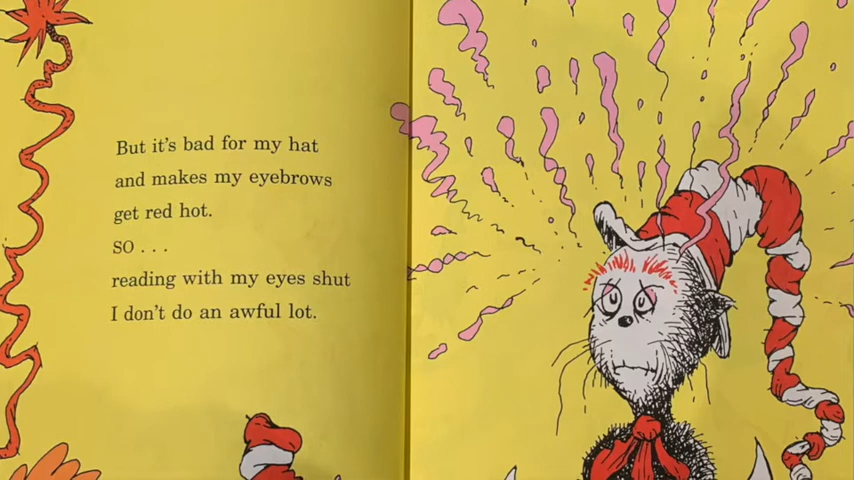 But it's bad for my hat
and makes my eyebrows
get red hot.
SO . . .
reading with my eyes shut
I don't do an awful lot.